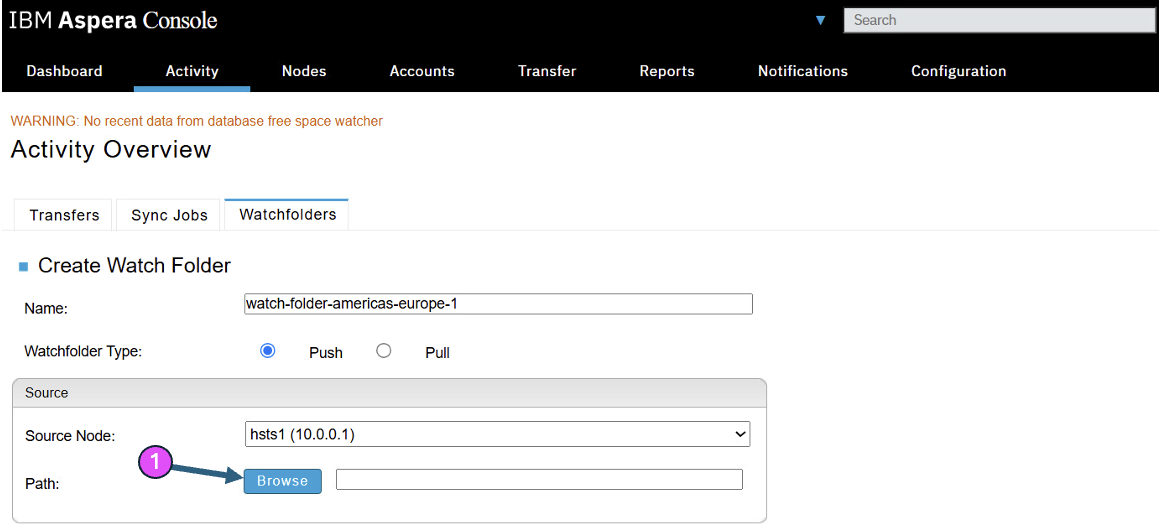 IBM Aspera Console
Search
Dashboard Activity Nodes Accounts Transfer Reports Notifications Configuration
WARNING: No recent data from database free space watcher
Activity Overview
Transfers Sync Jobs Watchfolders
Create Watch Folder
Name: watch-folder-americas-europe-1
Watchfolder Type: Push Pull
Source
Source Node: hsts1 (10.0.0.1)
1
Path: Browse